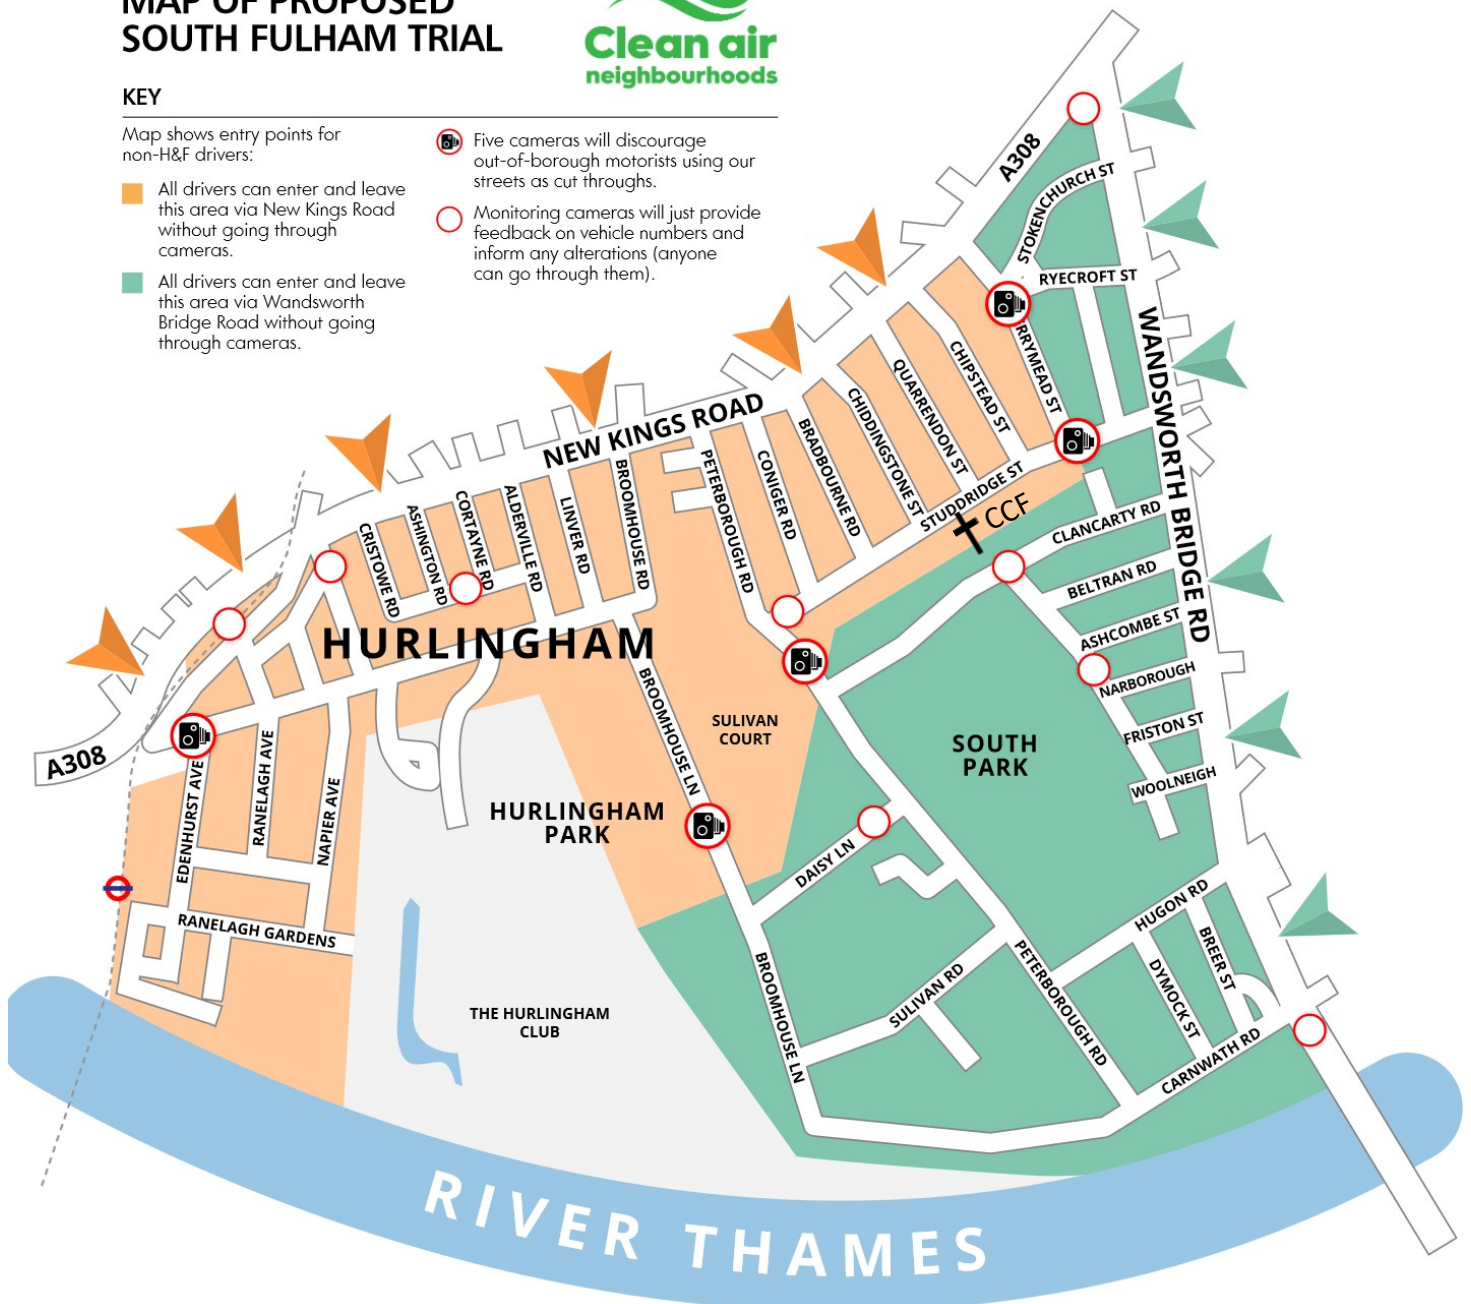 MAP OF PROPOSED
SOUTH FULHAM TRIAL
Clean air
neighbourhoods
KEY
Map shows entry points for
non-H&F drivers:
All drivers can enter and leave
this area via New Kings Road
without going through
cameras.
All drivers can enter and leave
this area via Wandsworth
Bridge Road without going
through cameras.
Five cameras will discourage
out-of-borough motorists using our
streets as cut throughs.
Monitoring cameras will just provide
feedback on vehicle numbers and
inform any alterations (anyone
can go through them).
A308
STOKENCHURCH ST
RYECROFT ST
WANDSWORTH BRIDGE RD
RRYMEAD ST
CHIPSTEAD ST
QUARRENDON ST
CHIDDINGSTONE ST
BRADBOURNE RD
CONIGER RD
PETERBOROUGH RD
NEW KINGS ROAD
STUDDRIDGE ST
CCF
BROOMHOUSE RD
LINVER RD
ALDERVILLE RD
CORTAYNE RD
ASHINGTON RD
CRISTOWE RD
CLANCARTY RD
BELTRAN RD
ASHCOMBE ST
NARBOROUGH
FRISTON ST
WOOLNEIGH
HURLINGHAM
BROOMHOUSE LN
SULIVAN
COURT
SOUTH
PARK
A308
EDENHURST AVE
RANELAGH AVE
NAPIER AVE
HURLINGHAM
PARK
DAISY LN
HUGON RD
RANELAGH GARDENS
BREER ST
DYMOCK ST
PETERBOROUGH RD
SULIVAN RD
BROOMHOUSE LN
THE HURLINGHAM
CLUB
CARNWATH RD
RIVER THAMES